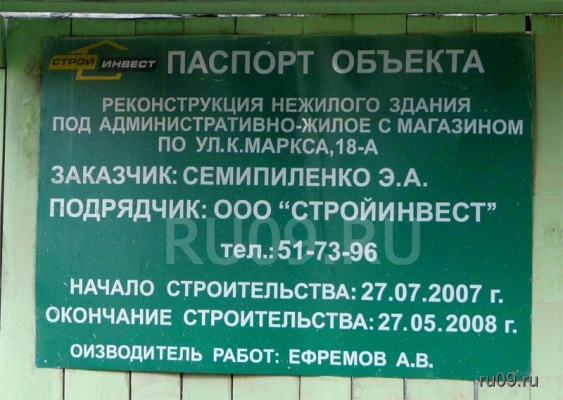 СТРОЙ ИНВЕСТ ПАСПОРТ ОБЪЕКТА
РЕКОНСТРУКЦИЯ НЕЖИЛОГО ЗДАНИЯ
ПОД АДМИНИСТРАТИВНО-ЖИЛОЕ С МАГАЗИНОМ
ПО УЛ.К.МАРКСА,18-А
ЗАКАЗЧИК: СЕМИПИЛЕНКО Э.А.
ПОДРЯДЧИК: ООО "СТРОЙИНВЕСТ"
RU09.RU
тел.:51-73-96
НАЧАЛО СТРОИТЕЛЬСТВА: 27.07.2007 г.
ОКОНЧАНИЕ СТРОИТЕЛЬСТВА: 27.05.2008 г.
ОИЗВОДИТЕЛЬ РАБОТ: ЕФРЕМОВ А.В.
ru09.ru